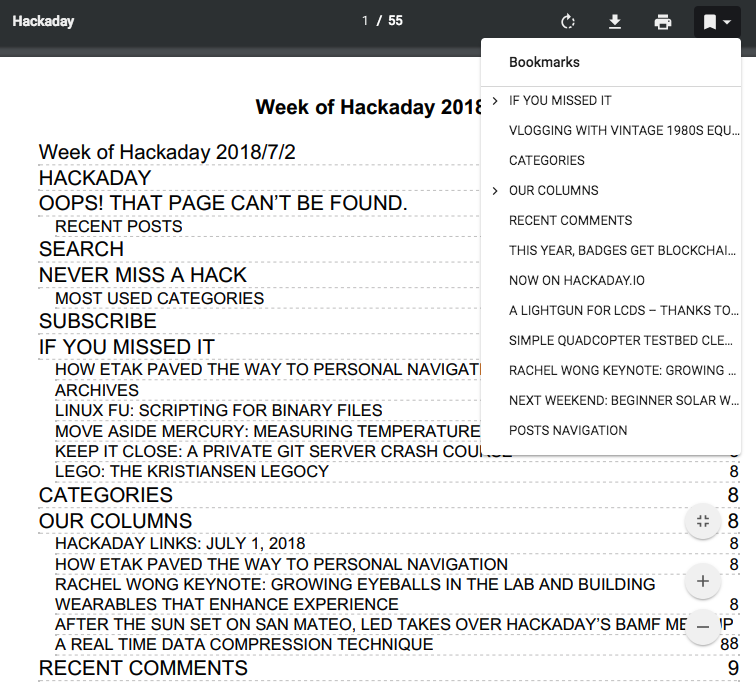 Hackaday
1 / 55
Bookmarks
IF YOU MISSED IT
VLOGGING WITH VINTAGE 1980S EQU...
CATEGORIES
OUR COLUMNS
RECENT COMMENTS
THIS YEAR, BADGES GET BLOCKCHAI...
NOW ON HACKADAY.IO
A LIGHTGUN FOR LCDS – THANKS TO...
SIMPLE QUADCOPTER TESTBED CLE...
RACHEL WONG KEYNOTE: GROWING ...
NEXT WEEKEND: BEGINNER SOLAR W...
POSTS NAVIGATION
Week of Hackaday 2018
Week of Hackaday 2018/7/2
HACKADAY
OOPS! THAT PAGE CAN’T BE FOUND.
RECENT POSTS
SEARCH
NEVER MISS A HACK
MOST USED CATEGORIES
SUBSCRIBE
IF YOU MISSED IT
HOW ETAK PAVED THE WAY TO PERSONAL NAVIGATI
ARCHIVES
LINUX FU: SCRIPTING FOR BINARY FILES
MOVE ASIDE MERCURY: MEASURING TEMPERATURE
KEEP IT CLOSE: A PRIVATE GIT SERVER CRASH COURSE
LEGO: THE KRISTIANSEN LEGOCY 8
CATEGORIES 8
OUR COLUMNS 8
HACKADAY LINKS: JULY 1, 2018 8
HOW ETAK PAVED THE WAY TO PERSONAL NAVIGATION 8
RACHEL WONG KEYNOTE: GROWING EYEBALLS IN THE LAB AND BUILDING
WEARABLES THAT ENHANCE EXPERIENCE 8
AFTER THE SUN SET ON SAN MATEO, LED TAKES OVER HACKADAY’S BAMF
A REAL TIME DATA COMPRESSION TECHNIQUE 88
RECENT COMMENTS 9